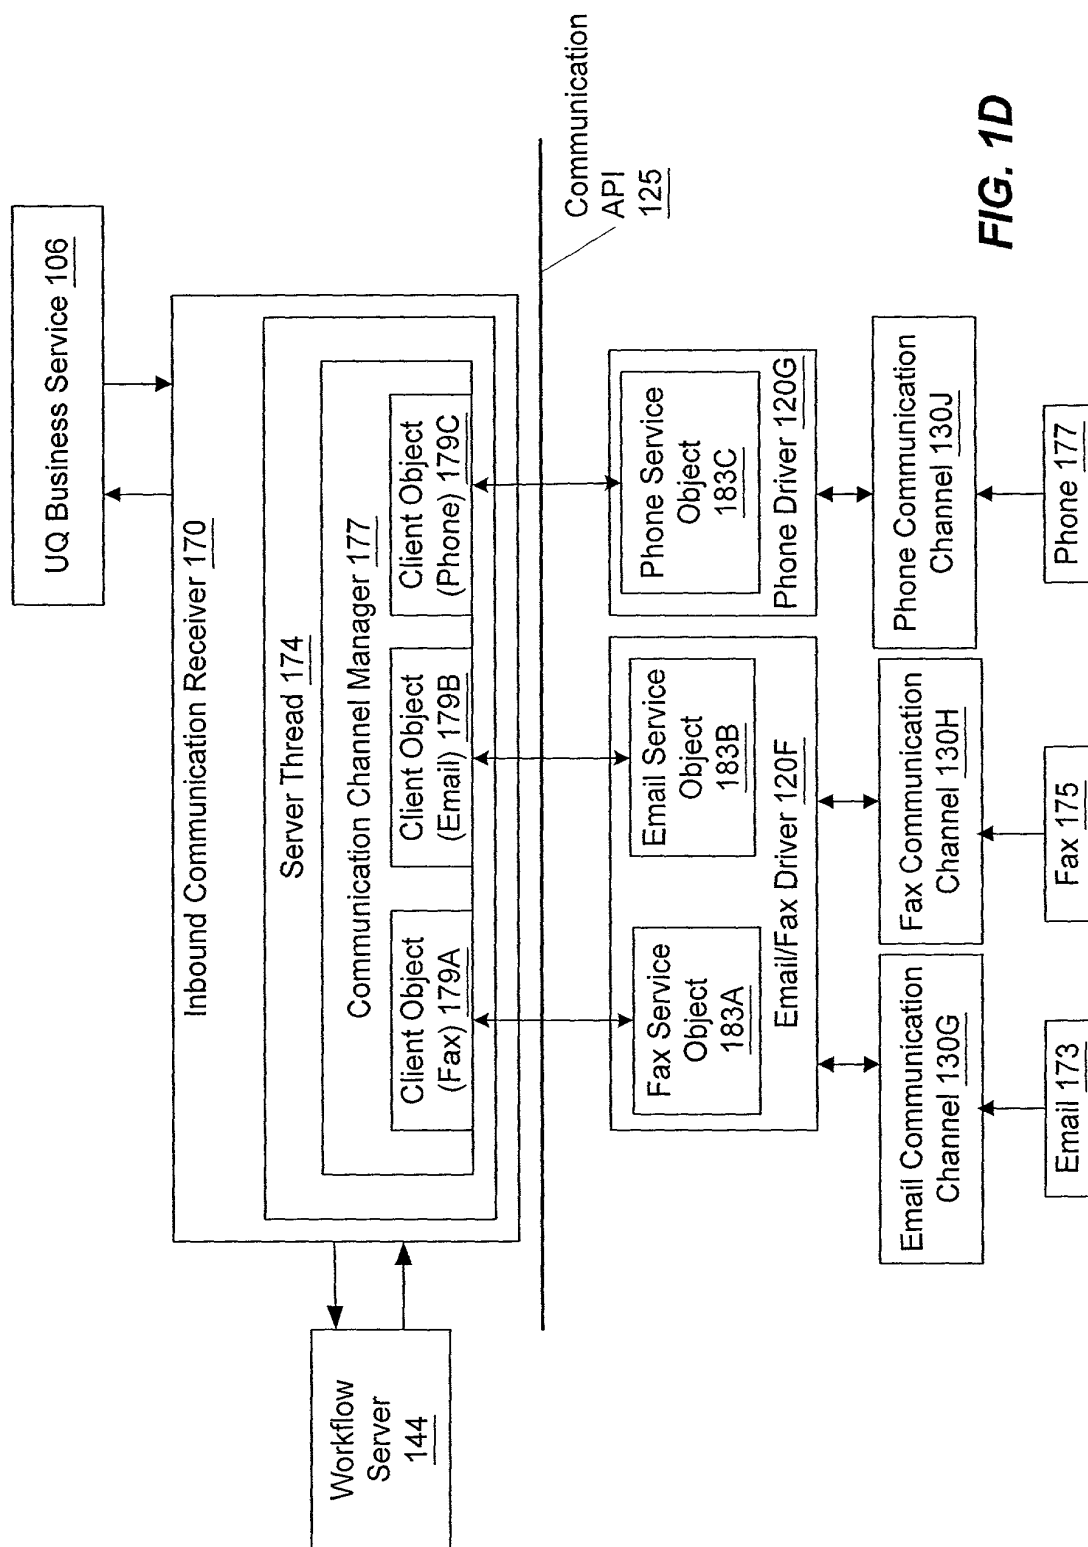 UQ Business Service 106
Inbound Communication Receiver 170
Server Thread 174
Communication Channel Manager 177
Client Object
(Fax) 179A
Client Object
(Email) 179B
Client Object
(Phone) 179C
Workflow
Server
144
Communication
API
125
Fax Service
Object
183A
Email Service
Object
183B
Email/Fax Driver 120F
Phone Service
Object
183C
Phone Driver 120G
Email Communication
Channel 130G
Fax Communication
Channel 130H
Phone Communication
Channel 130J
Email 173
Fax 175
Phone 177
FIG. 1D